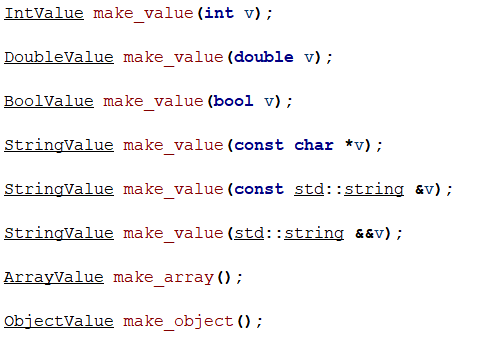 IntValue make_value(int v);
DoubleValue make_value(double v);
BoolValue make_value(bool v);
StringValue make_value(const char *v);
StringValue make_value(const std::string &v);
StringValue make_value(std::string &&v);
ArrayValue make_array();
ObjectValue make_object();